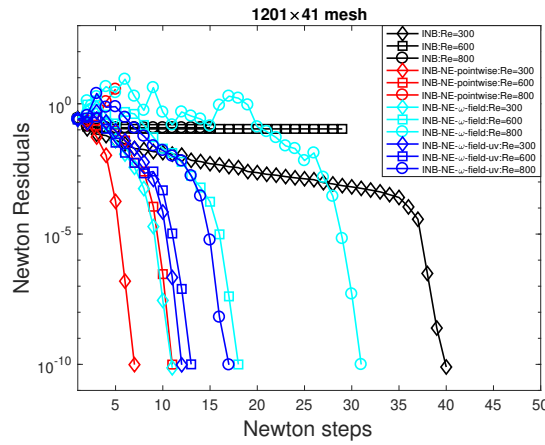 1201×41 mesh
Newton Residuals
10^0
10^-5
10^-10
INB:Re=300
INB:Re=600
INB:Re=800
INB-NE-pointwise:Re=300
INB-NE-pointwise:Re=600
INB-NE-pointwise:Re=800
INB-NE-ω-field:Re=300
INB-NE-ω-field:Re=600
INB-NE-ω-field:Re=800
INB-NE-ω-field-uv:Re=300
INB-NE-ω-field-uv:Re=600
INB-NE-ω-field-uv:Re=800
5 10 15 20 25 30 35 40 45 50
Newton steps